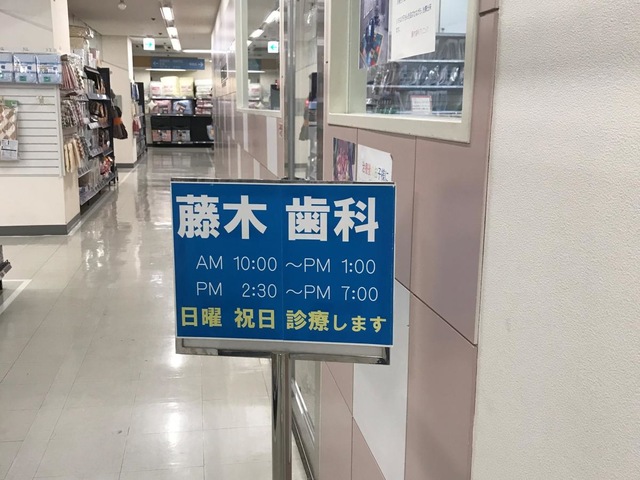 藤木 歯科
AM 10:00 ～PM 1:00
PM 2:30 ～PM 7:00
日曜 祝日 診療します